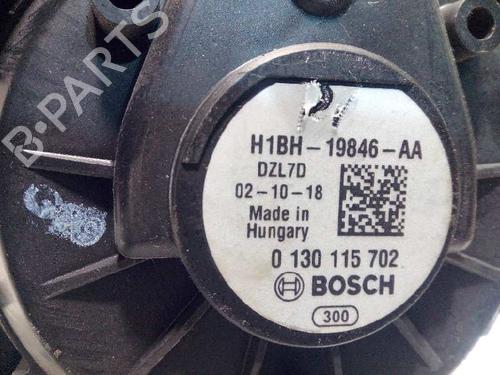 B-PARTS
H1BH-19846-AA
DZL7D
02-10-18
Made in
Hungary
0 130 115 702
BOSCH
300